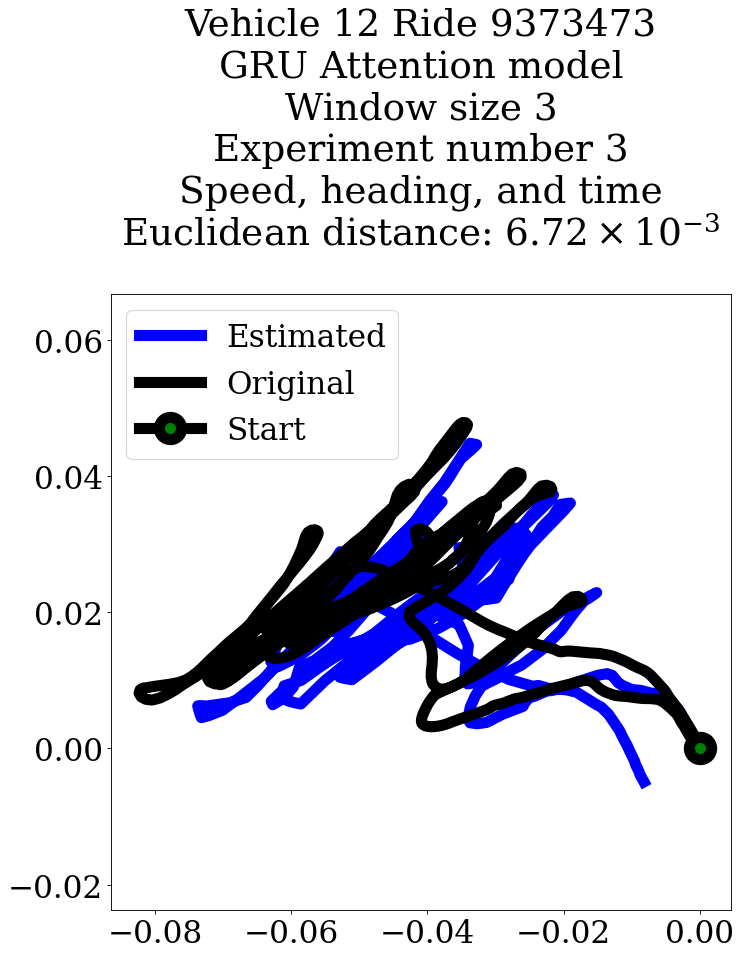 Vehicle 12 Ride 9373473
GRU Attention model
Window size 3
Experiment number 3
Speed, heading, and time
Euclidean distance: 6.72 × 10⁻³
Estimated
Original
Start
0.06
0.04
0.02
0.00
−0.02
−0.08 −0.06 −0.04 −0.02 0.00